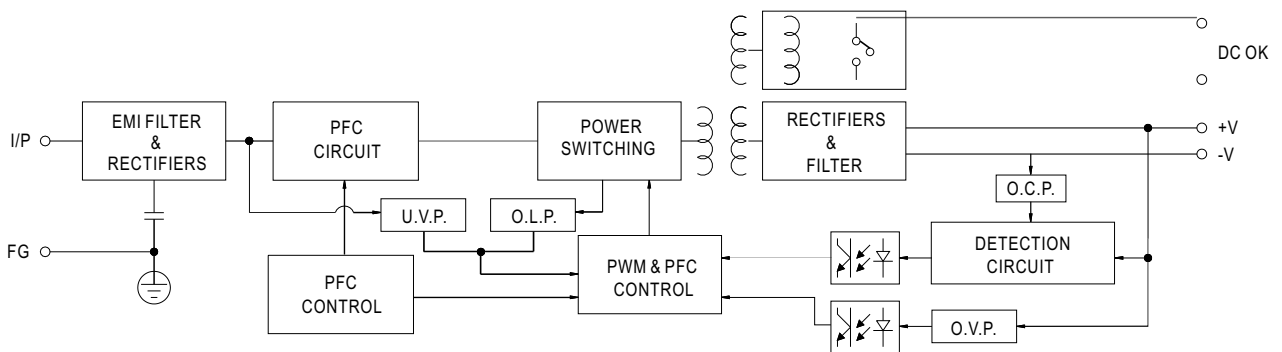 DC OK
I/P
EMI FILTER
&
RECTIFIERS
PFC
CIRCUIT
POWER
SWITCHING
RECTIFIERS
&
FILTER
+V
-V
U.V.P.
O.L.P.
O.C.P.
FG
PFC
CONTROL
PWM & PFC
CONTROL
DETECTION
CIRCUIT
O.V.P.